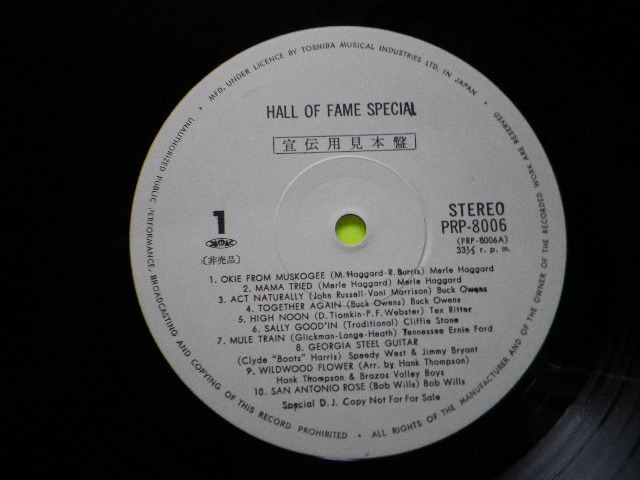 MFD. UNDER LICENCE BY TOSHIBA MUSICAL INDUSTRIES LTD. IN JAPAN
HALL OF FAME SPECIAL
宣伝用見本盤
1
STEREO
PRP-8006
(PRP-8006A)
33⅓ r. p. m.
〔非売品〕
1. OKIE FROM MUSKOGEE (M. Haggard-R. Burris) Merle Haggard
2. MAMA TRIED (Merle Haggard) Merle Haggard
3. ACT NATURALLY (John Russell-Voni Morrison) Buck Owens
4. TOGETHER AGAIN (Buck-Owens) Buck Owens
5. HIGH NOON (D. Tiomkin-P.F. Webster) Tex Ritter
6. SALLY GOOD'IN (Traditional) Cliffie Stone
7. MULE TRAIN (Glickman-Lange-Heath) Tennessee Ernie Ford
8. GEORGIA STEEL GUITAR
(Clyde "Boots" Harris) Speedy West & Jimmy Bryant
9. WILDWOOD FLOWER (Arr. by Hank Thompson)
Hank Thompson & Brazos Valley Boys
10. SAN ANTONIO ROSE (Bob Wills) Bob Wills
Special D.J. Copy Not For For Sale
UNAUTHORIZED PUBLIC PERFORMANCE, BROADCASTING AND COPYING OF THIS RECORD PROHIBITED • ALL RIGHTS OF THE MANUFACTURER AND OF THE OWNER OF THE RECORDED WORK ARE RESERVED